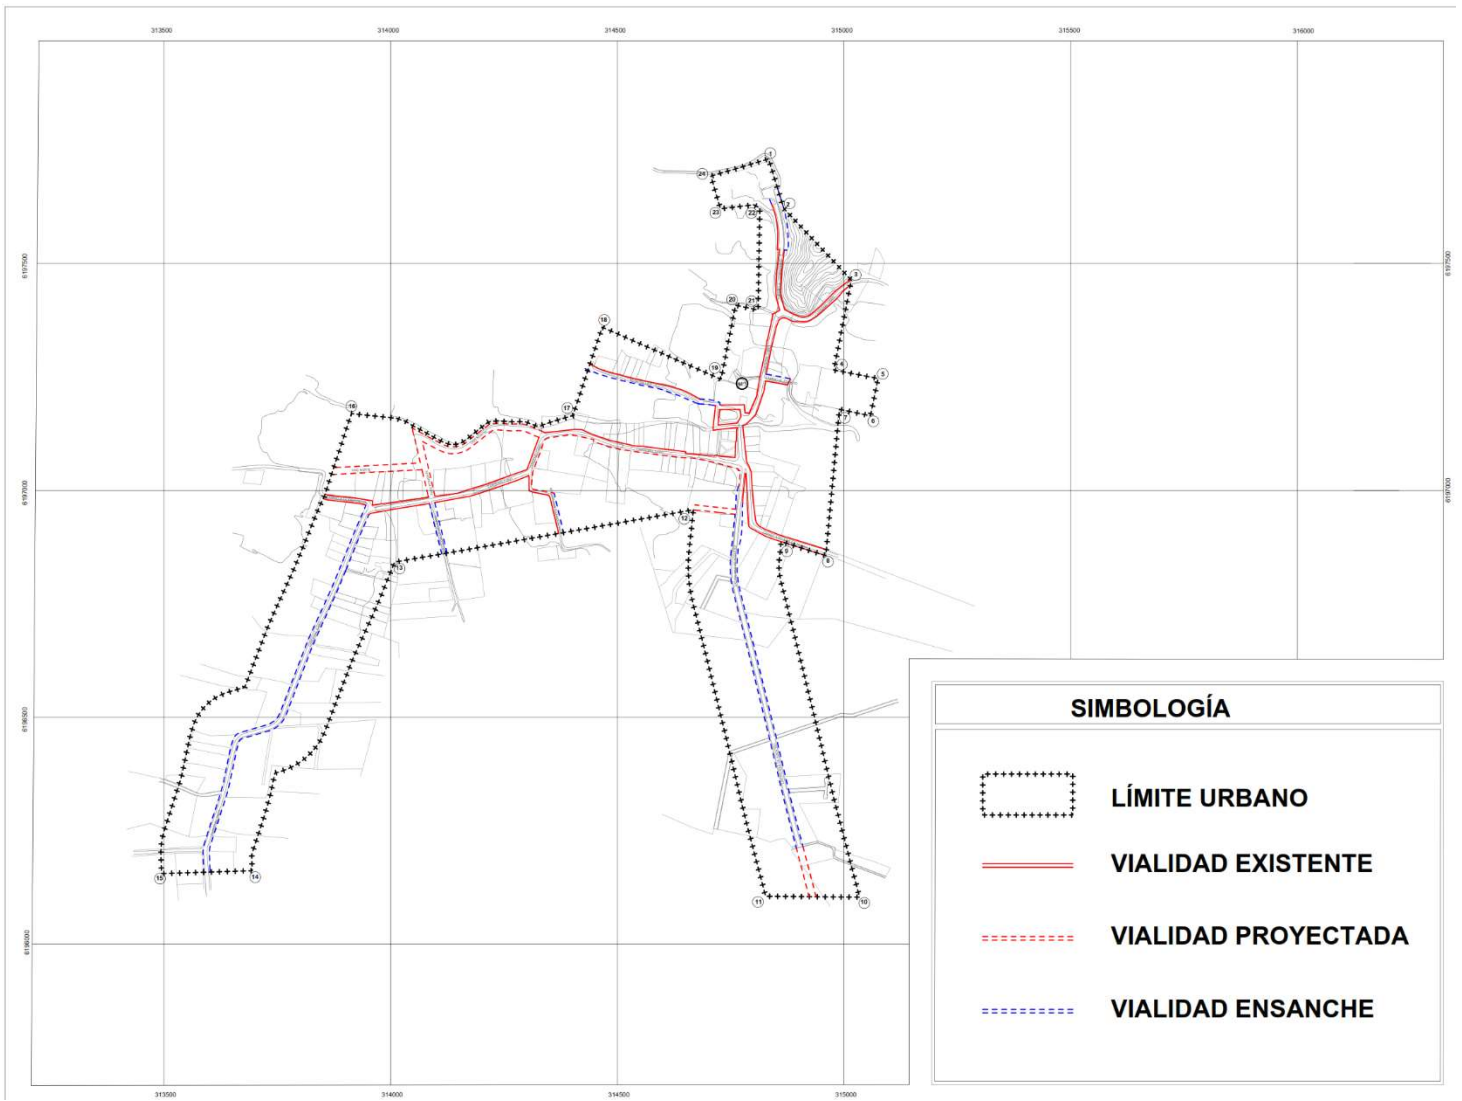 313500 314000 314500 315000 315500 316000
1
24
2
23 22
6197500 6197500
3
20 21
18
4
19 5
16 17 7 6
6197000 6197000
12
9
13 8
6196500
SIMBOLOGÍA
LÍMITE URBANO
VIALIDAD EXISTENTE
15 14
11 10
VIALIDAD PROYECTADA
6196000
VIALIDAD ENSANCHE
313500 314000 314500 315000